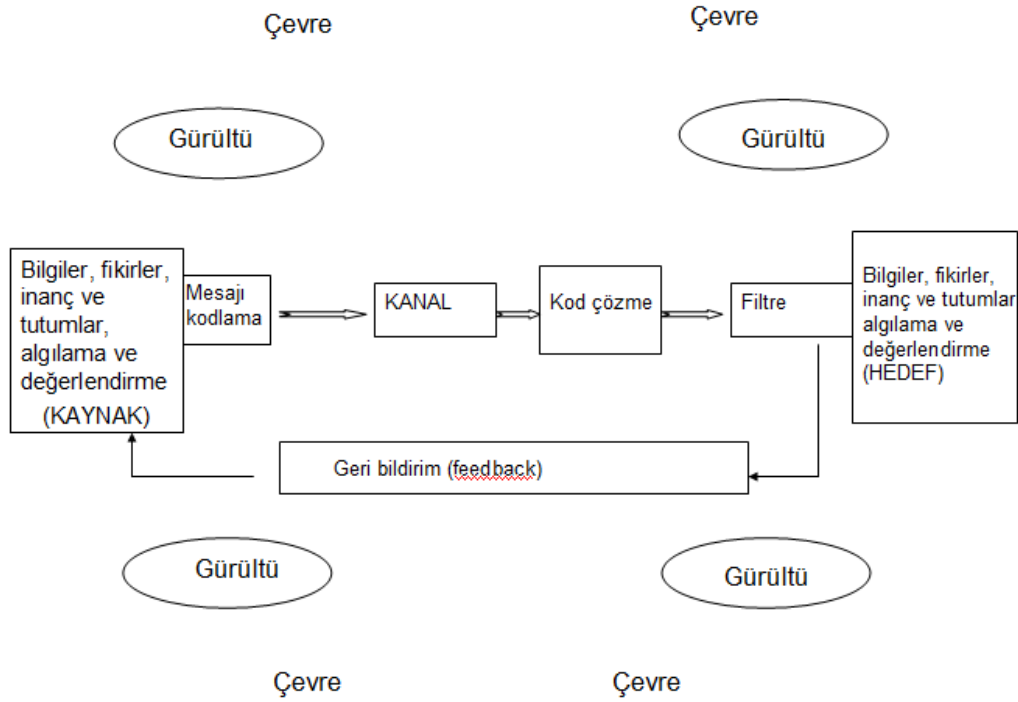 Çevre
Çevre
Gürültü
Gürültü
Bilgiler, fikirler,
inanç ve
tutumlar,
algılama ve
değerlendirme
(KAYNAK)
Mesajı
kodlama
KANAL
Kod çözme
Filtre
Bilgiler, fikirler,
inanç ve tutumlar
algılama ve
değerlendirme
(HEDEF)
Geri bildirim (feedback)
Gürültü
Gürültü
Çevre
Çevre